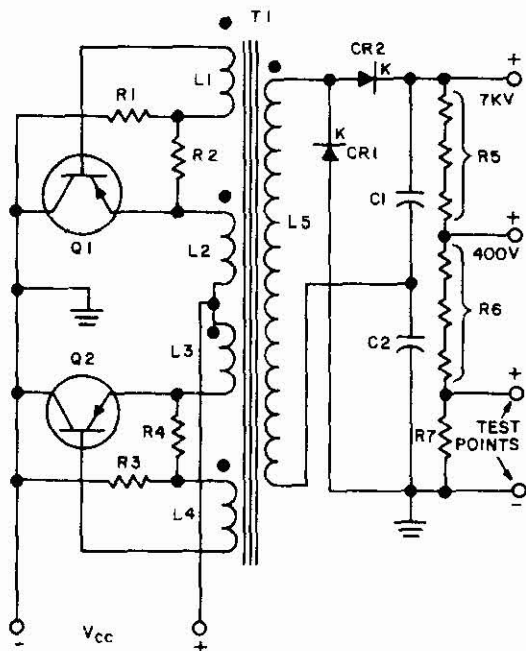 T1
+
CR2
K
7KV
L1
R1
K
R5
R2
CR1
C1
+
L5
Q1
L2
400V
R6
Q2
L3
C2
+
R4
TEST
POINTS
R7
R3
L4
-
-
Vcc
+